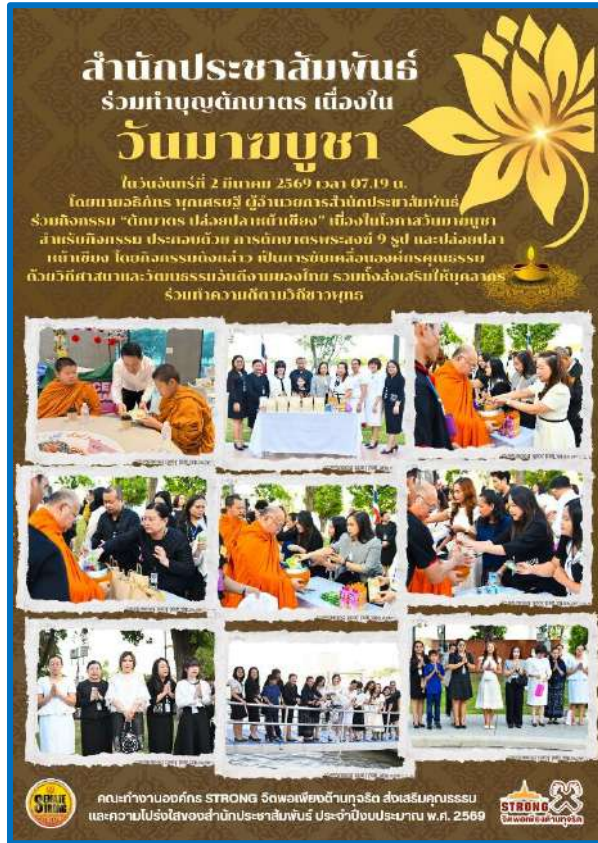 สำนักประชาสัมพันธ์
ร่วมทำบุญตักบาตร เนื่องใน
วันมาฆบูชา
ในวันจันทร์ที่ 2 มีนาคม 2569 เวลา 07.19 น.
โดยนายอธิภัทร พุกเศรษฐี ผู้อำนวยการสำนักประชาสัมพันธ์
ร่วมกิจกรรม “ตักบาตร ปล่อยปลาหน้าเขียง” เนื่องในโอกาสวันมาฆบูชา
สำหรับกิจกรรม ประกอบด้วย การตักบาตรพระสงฆ์ 9 รูป และปล่อยปลา
หน้าเขียง โดยกิจกรรมดังกล่าว เป็นการขับเคลื่อนองค์กรคุณธรรม
ด้วยวิถีศาสนาและวัฒนธรรมอันดีงามของไทย รวมทั้งส่งเสริมให้บุคลากร
ร่วมทำความดีตามวิถีชาวพุทธ
SENATE
STRONG
คณะทำงานองค์กร STRONG จิตพอเพียงต้านทุจริต ส่งเสริมคุณธรรม
และความโปร่งใสของสำนักประชาสัมพันธ์ ประจำปีงบประมาณ พ.ศ. 2569
STRONG
จิตพอเพียงต้านทุจริต